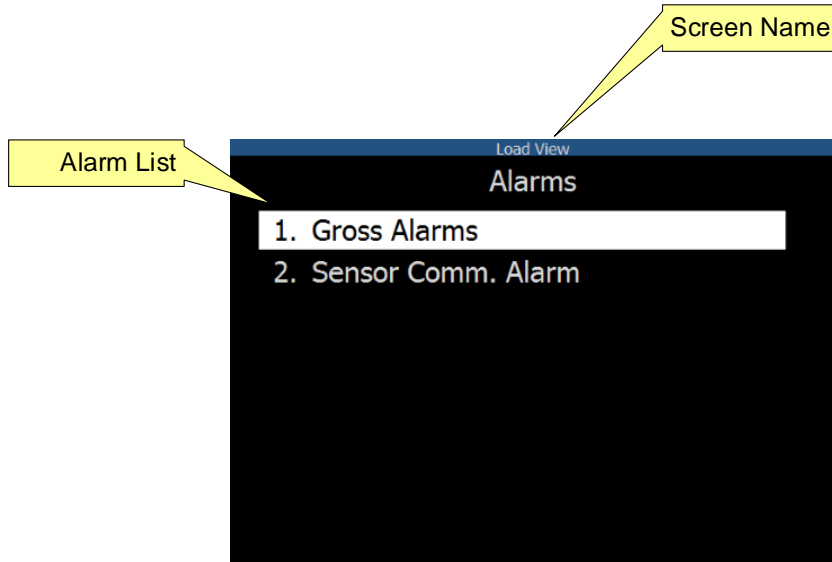 Screen Name
Alarm List
Load View
Alarms
1. Gross Alarms
2. Sensor Comm. Alarm